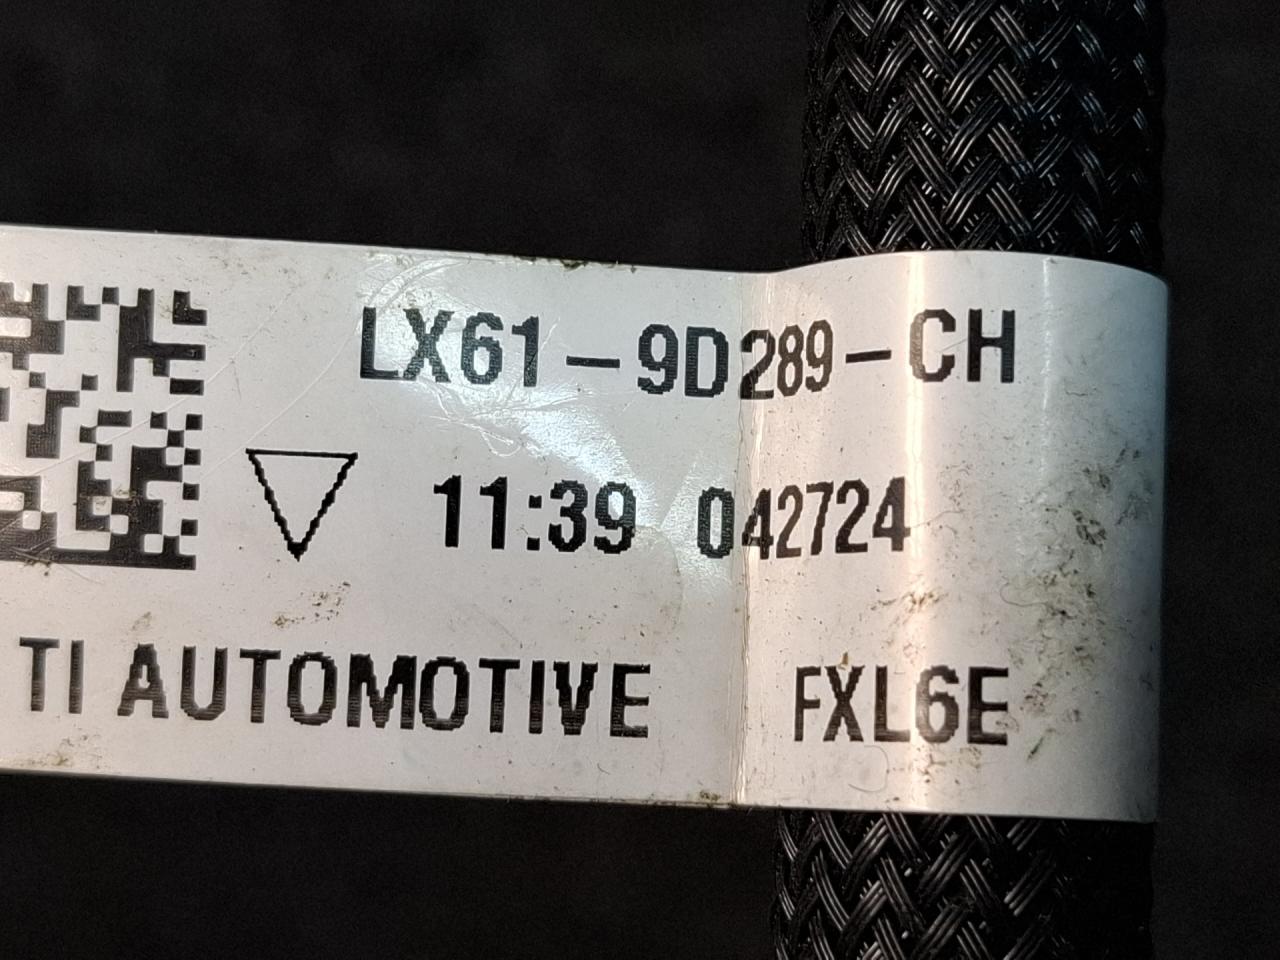 LX61-9D289-CH
11:39 042724
TI AUTOMOTIVE FXL6E